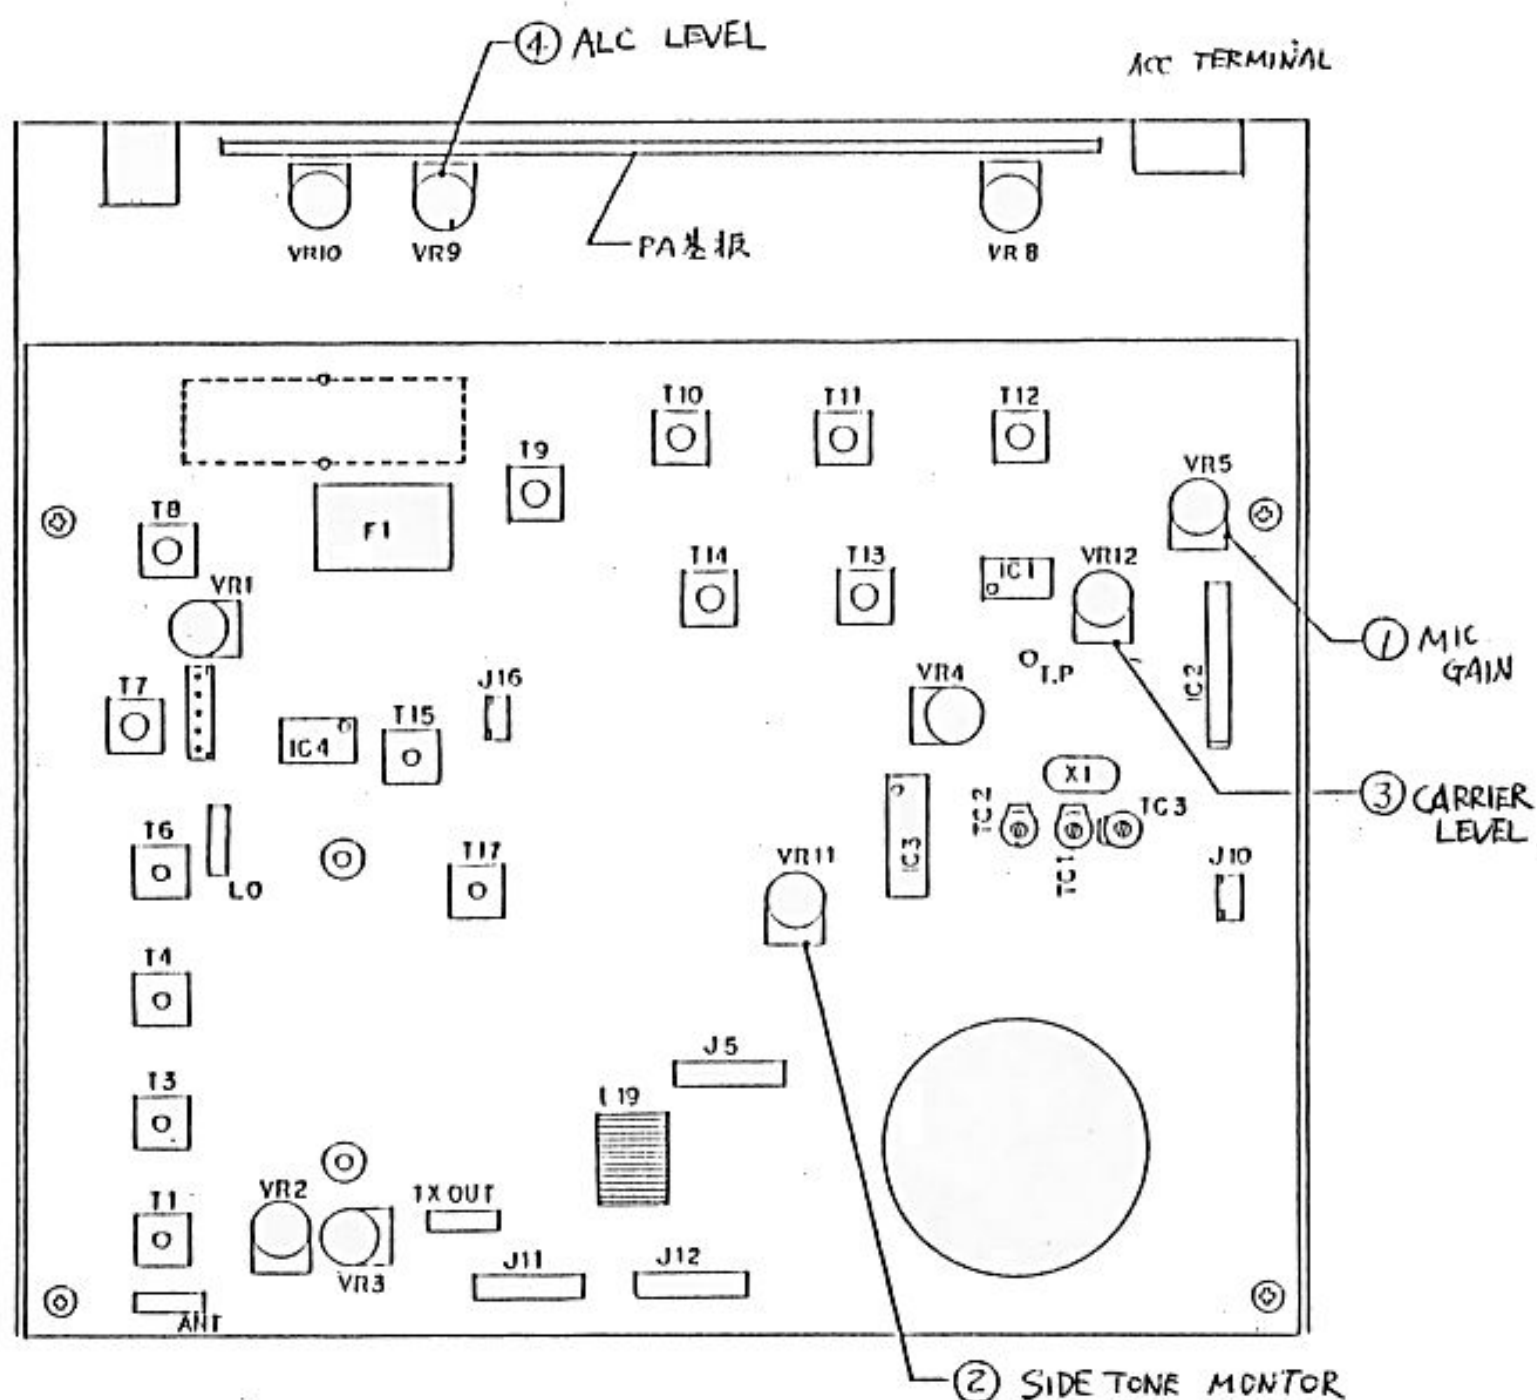 ④ ALC LEVEL
ACC TERMINAL
VR10
VR9
PA基板
VR8
T10
T11
T12
T9
VR5
T8
F1
T14
T13
IC1
VR12
VR1
① MIC
GAIN
T.P
T7
J16
VR4
IC2
T15
IC4
X1
③ CARRIER
LEVEL
TC2
TC3
T6
T17
VR11
IC3
TC1
J10
LO
T4
J5
T3
L19
VR2
TX OUT
T1
J11
J12
VR3
ANT
② SIDE TONE MONTOR